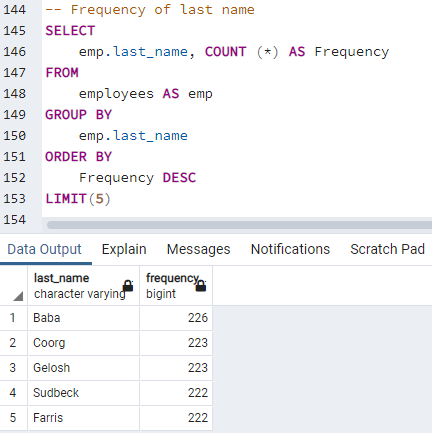 144 -- Frequency of last name
145 SELECT
146     emp.last_name, COUNT (*) AS Frequency
147 FROM
148     employees AS emp
149 GROUP BY
150     emp.last_name
151 ORDER BY
152     Frequency DESC
153 LIMIT(5)
154
Data Output Explain Messages Notifications Scratch Pad
last_name frequency
character varying bigint
1 Baba 226
2 Coorg 223
3 Gelosh 223
4 Sudbeck 222
5 Farris 222